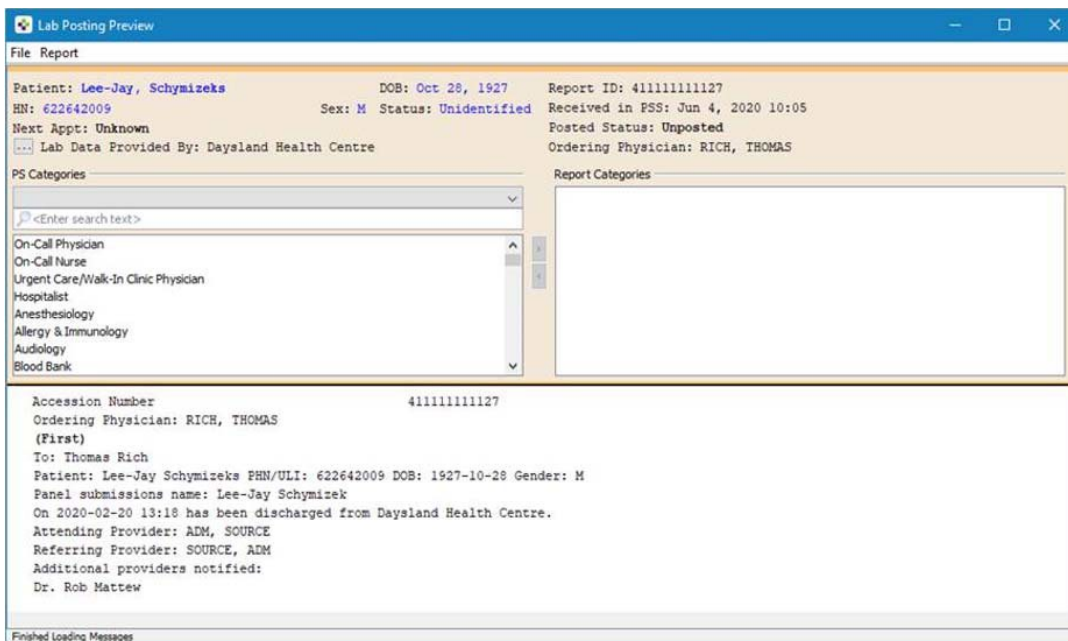 Lab Posting Preview
File Report
Patient: Lee-Jay, Schymizeks DOB: Oct 28, 1927 Report ID: 411111111127
HN: 622642009 Sex: M Status: Unidentified Received in PSS: Jun 4, 2020 10:05
Next Appt: Unknown Posted Status: Unposted
... Lab Data Provided By: Daysland Health Centre Ordering Physician: RICH, THOMAS
PS Categories Report Categories
<Enter search text>
On-Call Physician
On-Call Nurse
Urgent Care/Walk-In Clinic Physician
Hospitalist
Anesthesiology
Allergy & Immunology
Audiology
Blood Bank
Accession Number 411111111127
Ordering Physician: RICH, THOMAS
(First)
To: Thomas Rich
Patient: Lee-Jay Schymizeks PHN/ULI: 622642009 DOB: 1927-10-28 Gender: M
Panel submissions name: Lee-Jay Schymizek
On 2020-02-20 13:18 has been discharged from Daysland Health Centre.
Attending Provider: ADM, SOURCE
Referring Provider: SOURCE, ADM
Additional providers notified:
Dr. Rob Mattew
Finished Loading Messages